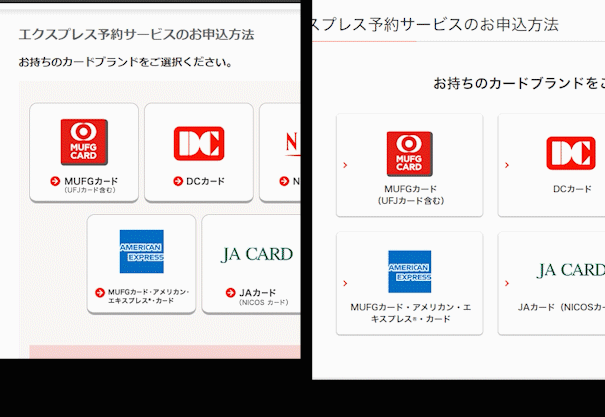 エクスプレス予約サービスのお申込方法
お持ちのカードブランドをご選択ください。
MUFG
CARD
MUFGカード
(UFJカード含む)
DC
DCカード
N
N
AMERICAN
EXPRESS
MUFGカード・アメリカン・
エキスプレス®・カード
JA CARD
JAカード
(NICOS カード)
スプレス予約サービスのお申込方法
お持ちのカードブランドをご
MUFG
CARD
MUFGカード
(UFJカード含む)
DC
DCカード
AMERICAN
EXPRESS
MUFGカード・アメリカン・エ
キスプレス®・カード
JA CARD
JAカード (NICOSカー